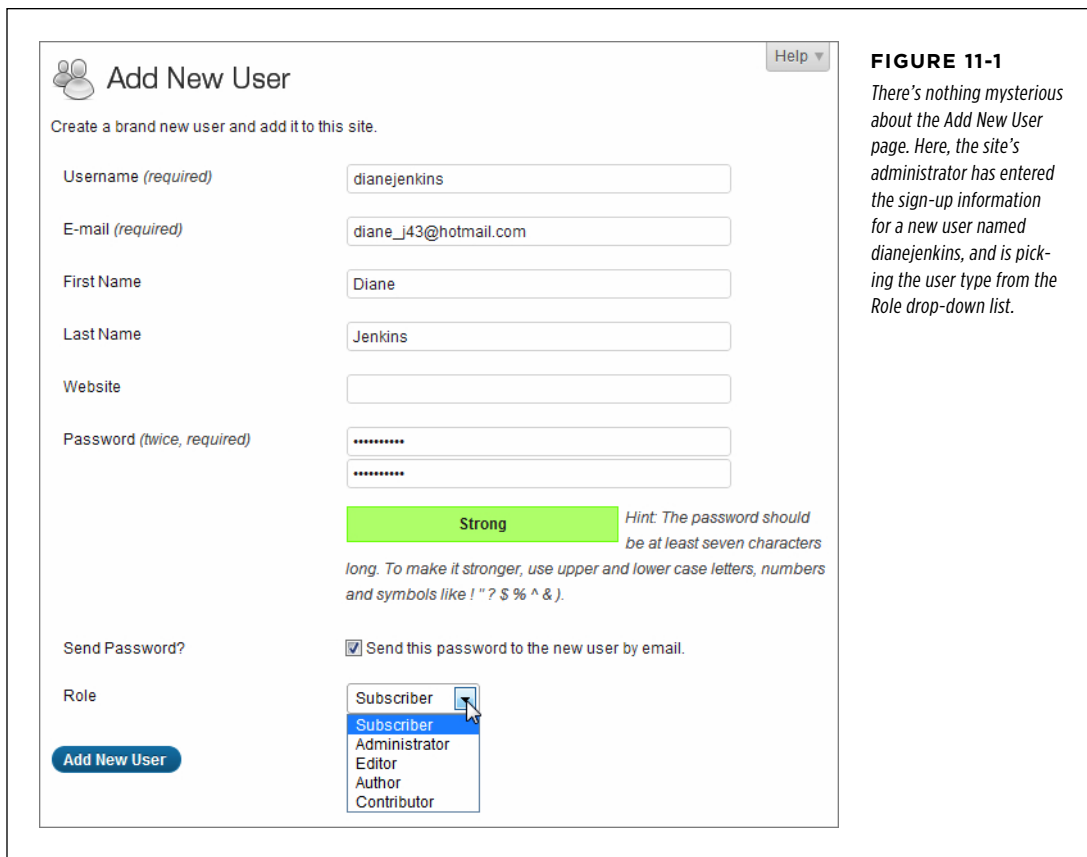 Help
Add New User
Create a brand new user and add it to this site.
Username (required)
dianejenkins
E-mail (required)
diane_j43@hotmail.com
First Name
Diane
Last Name
Jenkins
Website
Password (twice, required)
••••••••••
••••••••••
Strong
Hint: The password should
be at least seven characters
long. To make it stronger, use upper and lower case letters, numbers
and symbols like ! " ? $ % ^ & ).
Send Password?
Send this password to the new user by email.
Role
Subscriber
Subscriber
Administrator
Editor
Author
Contributor
Add New User
FIGURE 11-1
There's nothing mysterious
about the Add New User
page. Here, the site's
administrator has entered
the sign-up information
for a new user named
dianejenkins, and is pick-
ing the user type from the
Role drop-down list.